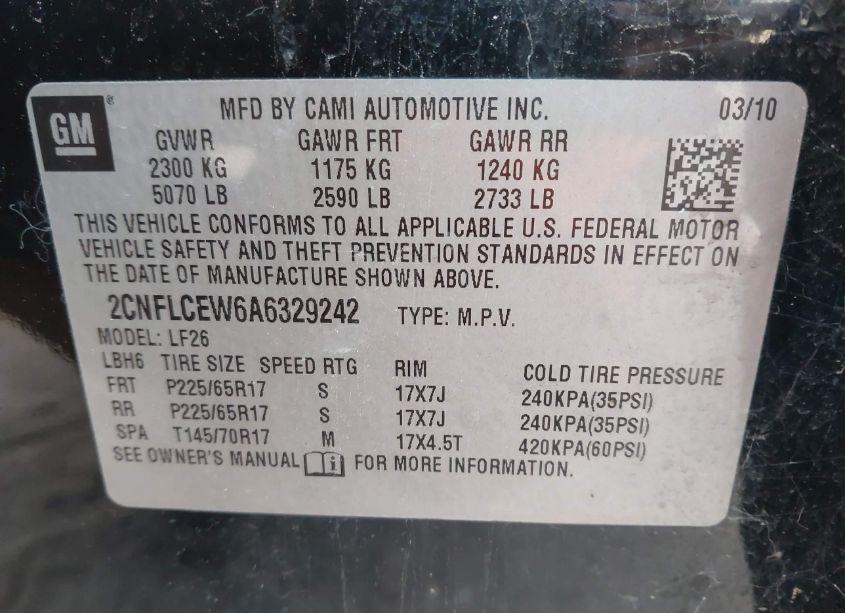 GM ® MFD BY CAMI AUTOMOTIVE INC. 03/10
GVWR GAWR FRT GAWR RR
2300 KG 1175 KG 1240 KG
5070 LB 2590 LB 2733 LB
THIS VEHICLE CONFORMS TO ALL APPLICABLE U.S. FEDERAL MOTOR
VEHICLE SAFETY AND THEFT PREVENTION STANDARDS IN EFFECT ON
THE DATE OF MANUFACTURE SHOWN ABOVE.
2CNFLCEW6A6329242 TYPE: M.P.V.
MODEL: LF26
LBH6 TIRE SIZE SPEED RTG RIM COLD TIRE PRESSURE
FRT P225/65R17 S 17X7J 240KPA(35PSI)
RR P225/65R17 S 17X7J 240KPA(35PSI)
SPA T145/70R17 M 17X4.5T 420KPA(60PSI)
SEE OWNER'S MANUAL i FOR MORE INFORMATION.